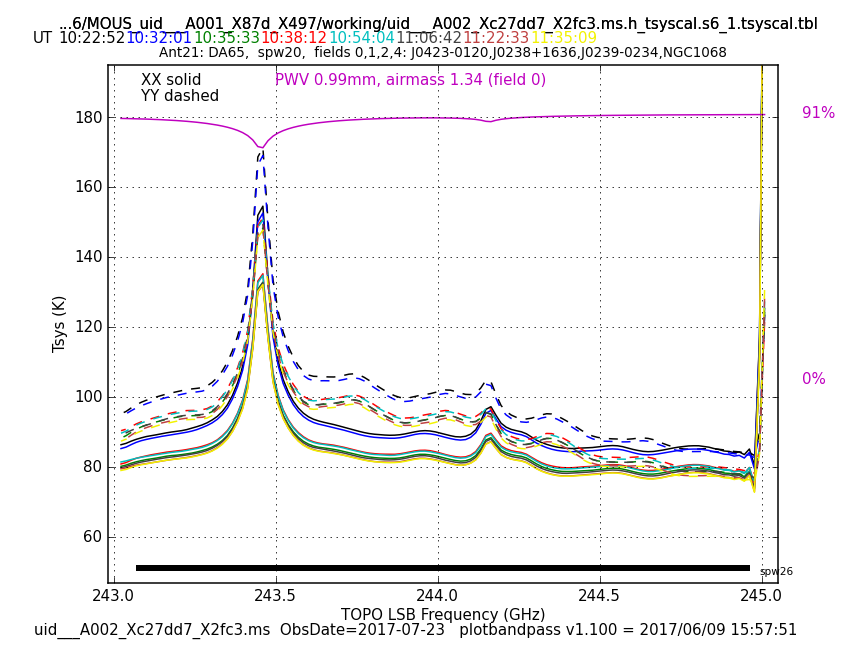 ...6/MOUS_uid___A001_X87d_X497/working/uid___A002_Xc27dd7_X2fc3.ms.h_tsyscal.s6_1.tsyscal.tbl
UT 10:22:52 10:32:01 10:35:33 10:38:12 10:54:04 11:06:42 11:22:33 11:35:09
Ant21: DA65, spw20, fields 0,1,2,4: J0423-0120,J0238+1636,J0239-0234,NGC1068
XX solid
YY dashed
PWV 0.99mm, airmass 1.34 (field 0)
91%
0%
Tsys (K)
180
160
140
120
100
80
60
spw26
243.0 243.5 244.0 244.5 245.0
TOPO LSB Frequency (GHz)
uid___A002_Xc27dd7_X2fc3.ms ObsDate=2017-07-23 plotbandpass v1.100 = 2017/06/09 15:57:51